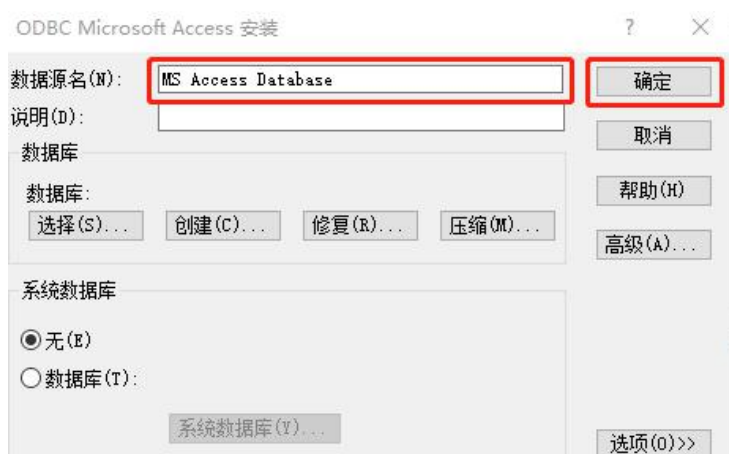 ODBC Microsoft Access 安装
数据源名(N): MS Access Database 确定
说明(D):
取消
数据库
数据库:
帮助(H)
选择(S)... 创建(C)... 修复(R)... 压缩(M)...
高级(A)...
系统数据库
无(E)
数据库(T):
系统数据库(Y)...
选项(O)>>